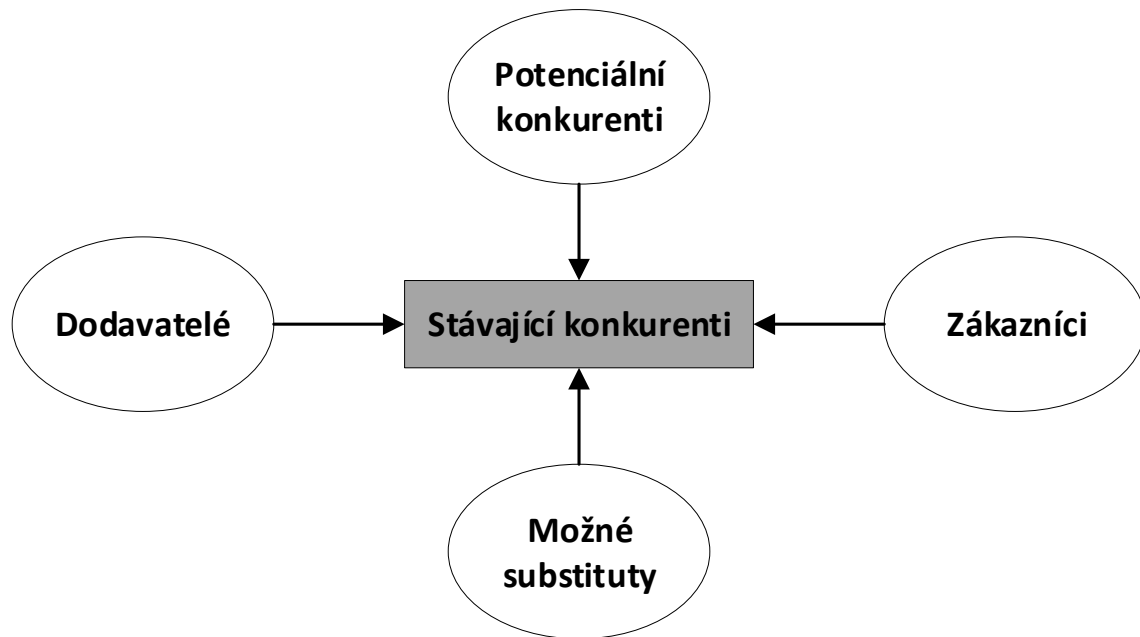 Potenciální
konkurenti
Dodavatelé
Stávající konkurenti
Zákazníci
Možné
substituty